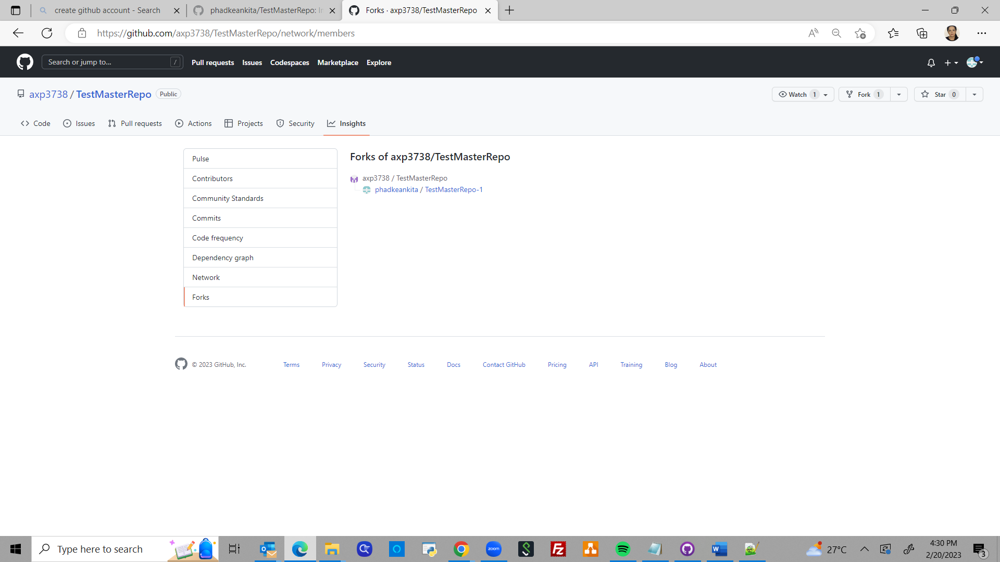 create github account - Search
phadkeankita/TestMasterRepo: In
Forks · axp3738/TestMasterRepo
https://github.com/axp3738/TestMasterRepo/network/members
Search or jump to... /
Pull requests Issues Codespaces Marketplace Explore
axp3738 / TestMasterRepo Public
Watch 1 Fork 1 Star 0
Code Issues Pull requests Actions Projects Security Insights
Pulse
Contributors
Community Standards
Commits
Code frequency
Dependency graph
Network
Forks
Forks of axp3738/TestMasterRepo
axp3738 / TestMasterRepo
phadkeankita / TestMasterRepo-1
© 2023 GitHub, Inc. Terms Privacy Security Status Docs Contact GitHub Pricing API Training Blog About
Type here to search
zoom
27°C
4:30 PM
2/20/2023
3